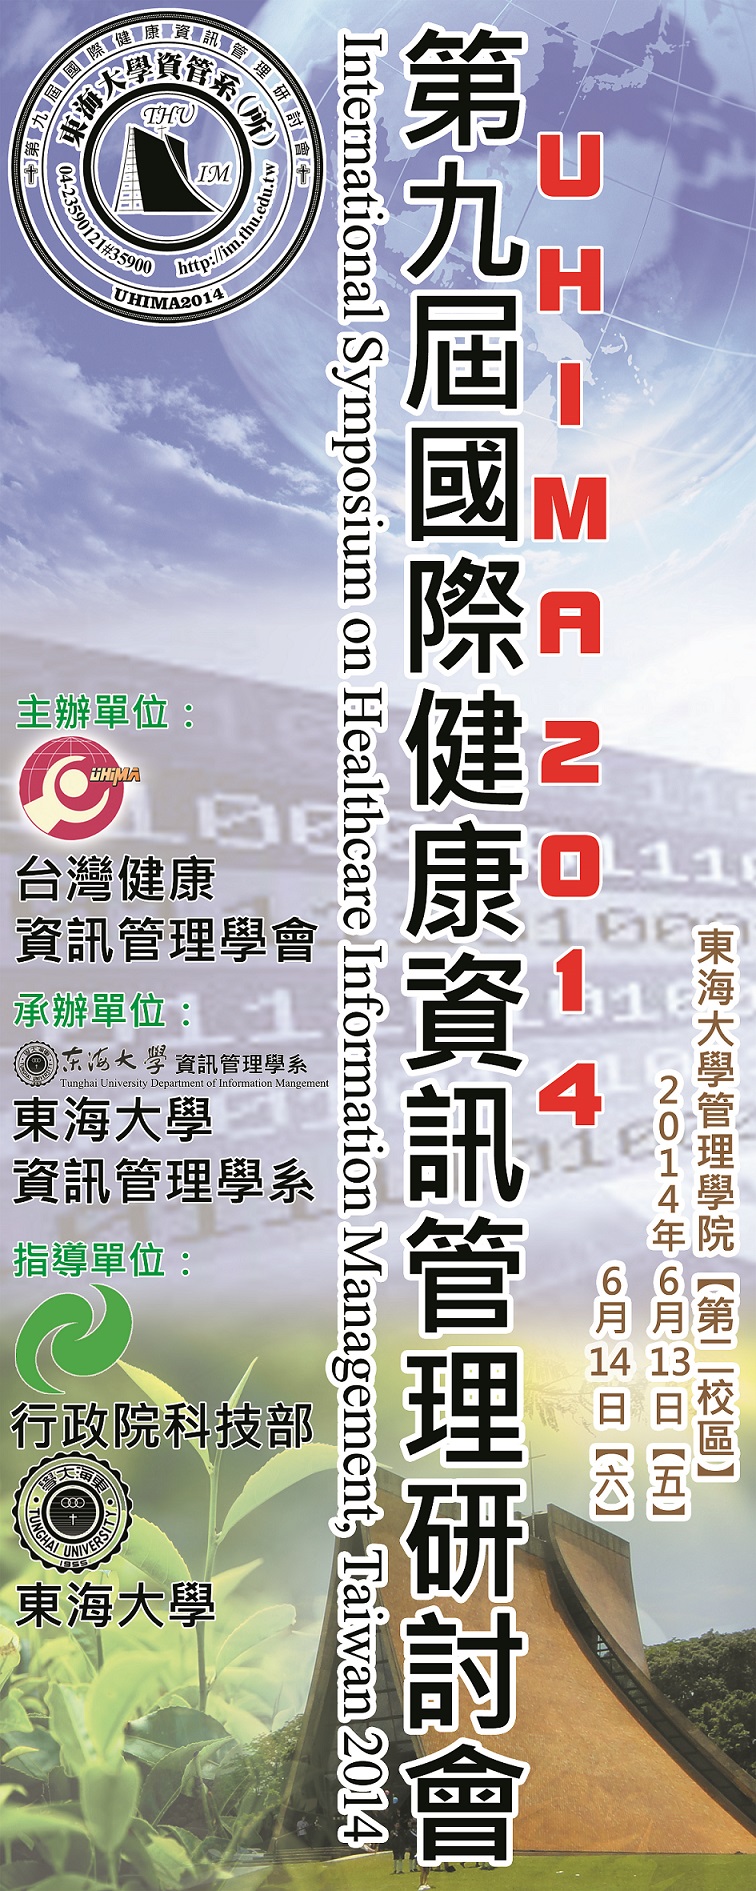 第九屆國際健康資訊管理研討會
東海大學資管系(所)
THU
IM
04-23590121#35900
http://im.thu.edu.tw
UHIMA2014
UHIMA2014
第九屆國際健康資訊管理研討會
International Symposium on Healthcare Information Management, Taiwan 2014
東海大學管理學院【第二校區】
2014年6月13日【五】
6月14日【六】
主辦單位：
UHIMA
台灣健康
資訊管理學會
承辦單位：
东海大學 資訊管理學系
Tunghai University Department of Information Mangement
東海大學
資訊管理學系
指導單位：
行政院科技部
東海大學
TUNGHAI UNIVERSITY
1955
東海大學